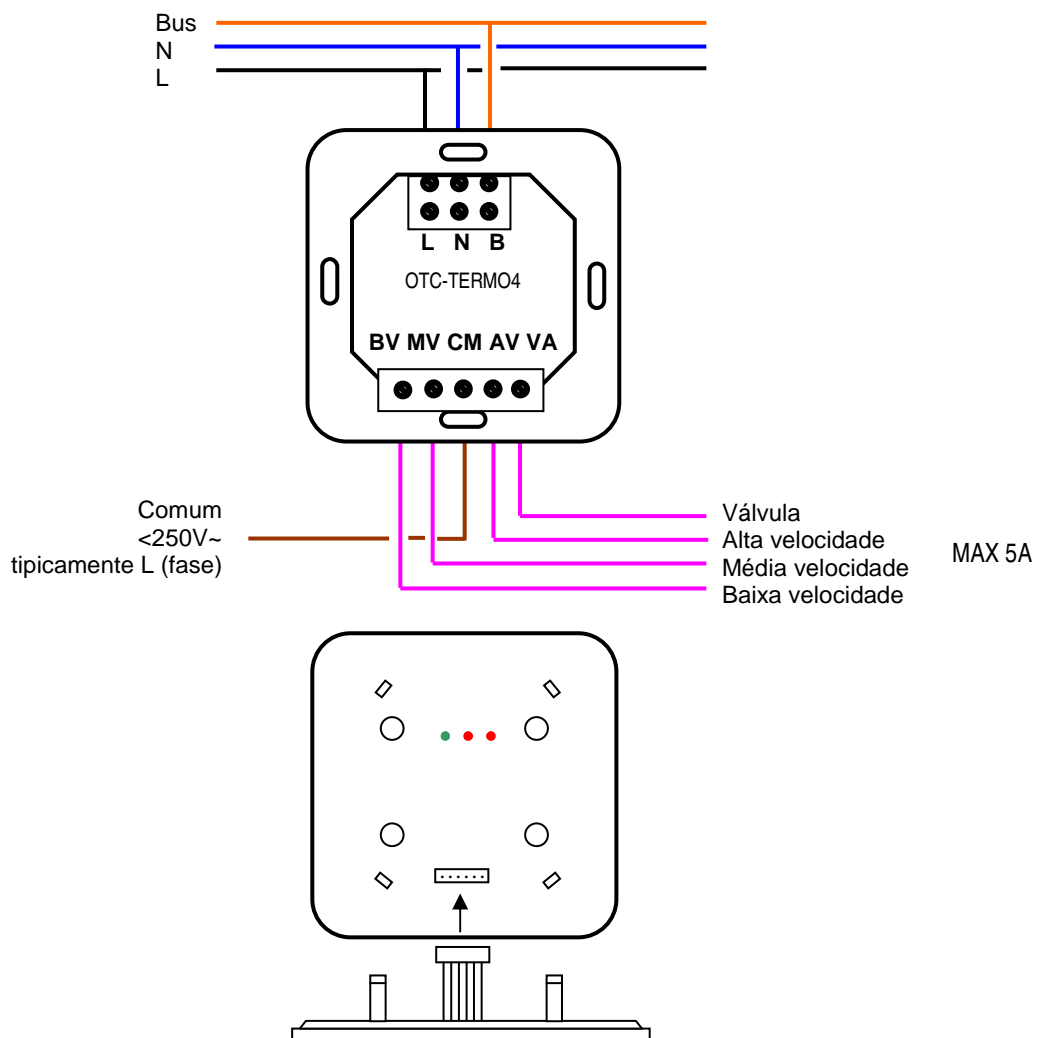 Bus
N
L
L N B
OTC-TERMO4
BV MV CM AV VA
Comum
<250V~
tipicamente L (fase)
Válvula
Alta velocidade
Média velocidade
Baixa velocidade
MAX 5A